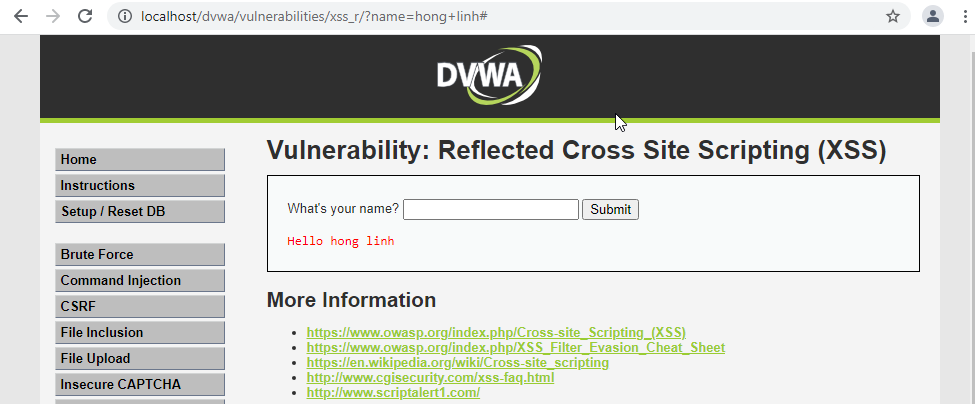 localhost/dvwa/vulnerabilities/xss_r/?name=hong+linh#
DVWA
Home
Instructions
Setup / Reset DB
Brute Force
Command Injection
CSRF
File Inclusion
File Upload
Insecure CAPTCHA
Vulnerability: Reflected Cross Site Scripting (XSS)
What's your name? Submit
Hello hong linh
More Information
https://www.owasp.org/index.php/Cross-site_Scripting_(XSS)
https://www.owasp.org/index.php/XSS_Filter_Evasion_Cheat_Sheet
https://en.wikipedia.org/wiki/Cross-site_scripting
http://www.cgisecurity.com/xss-faq.html
http://www.scriptalert1.com/